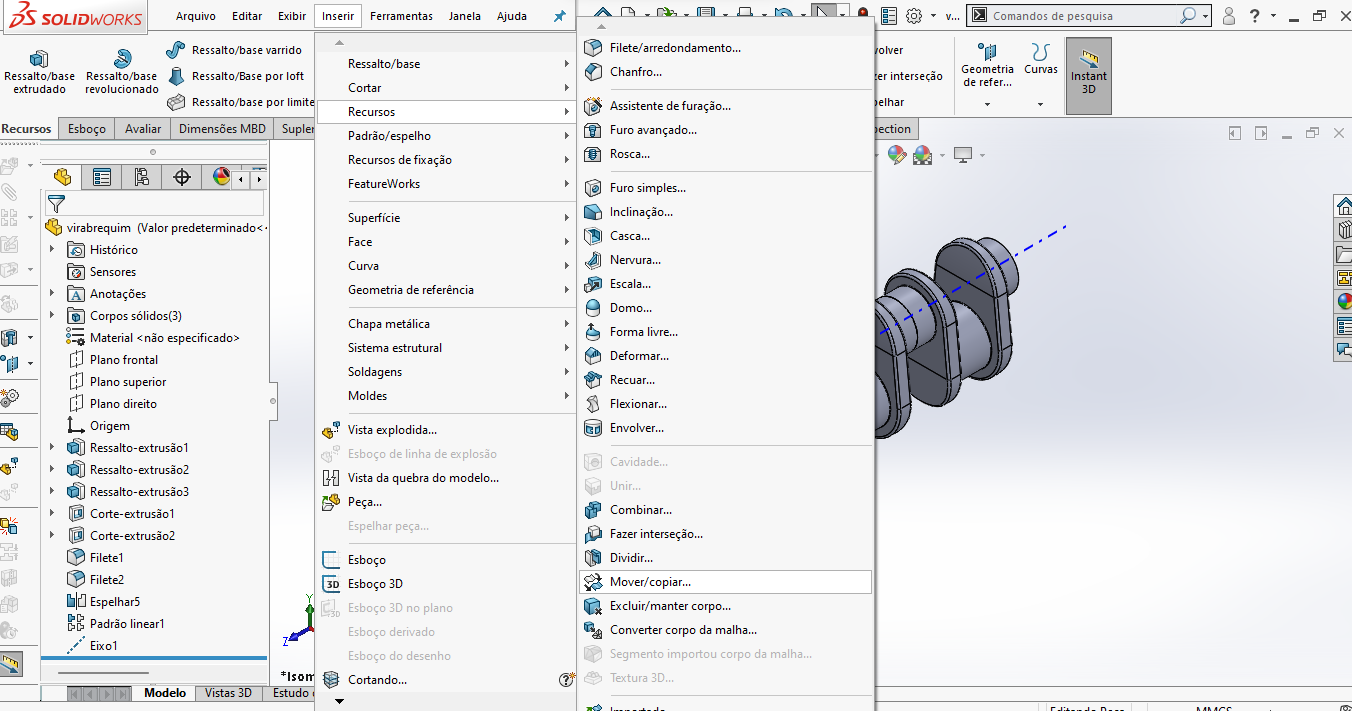 SOLIDWORKS
Arquivo Editar Exibir Inserir Ferramentas Janela Ajuda
v... Comandos de pesquisa
Ressalto/base extrudado
Ressalto/base revolucionado
Ressalto/base varrido
Ressalto/Base por loft
Ressalto/base por limite
volver
zer interseção
pelhar
Geometria de refer...
Curvas
Instant 3D
Recursos Esboço Avaliar Dimensões MBD Supler
pection
virabrequim (Valor predeterminado<
Histórico
Sensores
Anotações
Corpos sólidos(3)
Material <não especificado>
Plano frontal
Plano superior
Plano direito
Origem
Ressalto-extrusão1
Ressalto-extrusão2
Ressalto-extrusão3
Corte-extrusão1
Corte-extrusão2
Filete1
Filete2
Espelhar5
Padrão linear1
Eixo1
Ressalto/base
Cortar
Recursos
Padrão/espelho
Recursos de fixação
FeatureWorks
Superfície
Face
Curva
Geometria de referência
Chapa metálica
Sistema estrutural
Soldagens
Moldes
Vista explodida...
Esboço de linha de explosão
Vista da quebra do modelo...
Peça...
Espelhar peça...
Esboço
3D Esboço 3D
Esboço 3D no plano
Esboço derivado
Esboço do desenho
Cortando...
Filete/arredondamento...
Chanfro...
Assistente de furação...
Furo avançado...
Rosca...
Furo simples...
Inclinação...
Casca...
Nervura...
Escala...
Domo...
Forma livre...
Deformar...
Recuar...
Flexionar...
Envolver...
Cavidade...
Unir...
Combinar...
Fazer interseção...
Dividir...
Mover/copiar...
Excluir/manter corpo...
Converter corpo da malha...
Segmento importou corpo da malha...
Textura 3D...
Importado
Y
Z
*Isom
Modelo Vistas 3D Estudo
Editando Peça MMGS